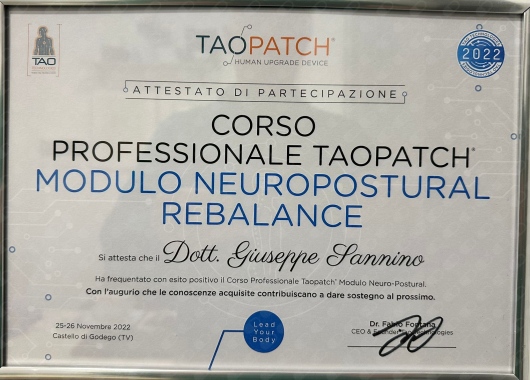 TAO
TAOPATCH®
HUMAN UPGRADE DEVICE
2022
ATTESTATO DI PARTECIPAZIONE
CORSO
PROFESSIONALE TAOPATCH®
MODULO NEUROPOSTURAL
REBALANCE
Si attesta che il Dott. Giuseppe Sannino
Ha frequentato con esito positivo il Corso Professionale Taopatch® Modulo Neuro-Postural.
Con l'augurio che le conoscenze acquisite contribuiscano a dare sostegno al prossimo.
25-26 Novembre 2022
Castello di Godego (TV)
Lead
Your
Body
Dr. Fabio Fontana
CEO & Founder Tao Technologies